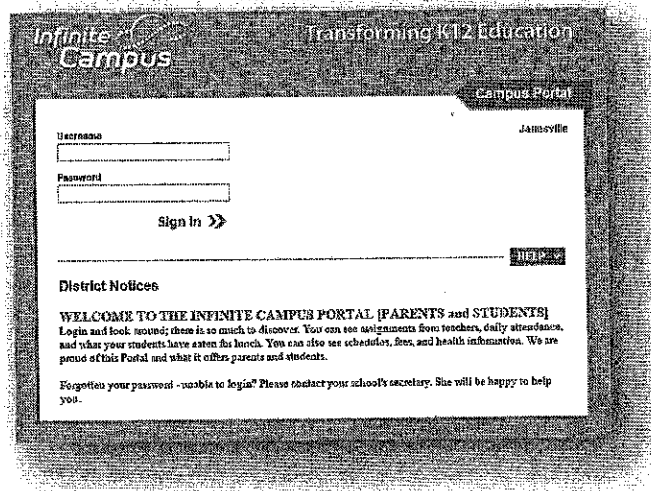 Infinite Campus
Transforming K12 Education
Campus Portal
Janesville
Username
Password
Sign In >>
HELP
District Notices
WELCOME TO THE INFINITE CAMPUS PORTAL [PARENTS and STUDENTS]
Login and look around; there is so much to discover. You can see assignments from teachers, daily attendance,
and what your students have eaten for lunch. You can also see schedules, fees, and health information. We are
proud of this Portal and what it offers parents and students.
Forgotten your password - unable to login? Please contact your school's secretary. She will be happy to help
you.